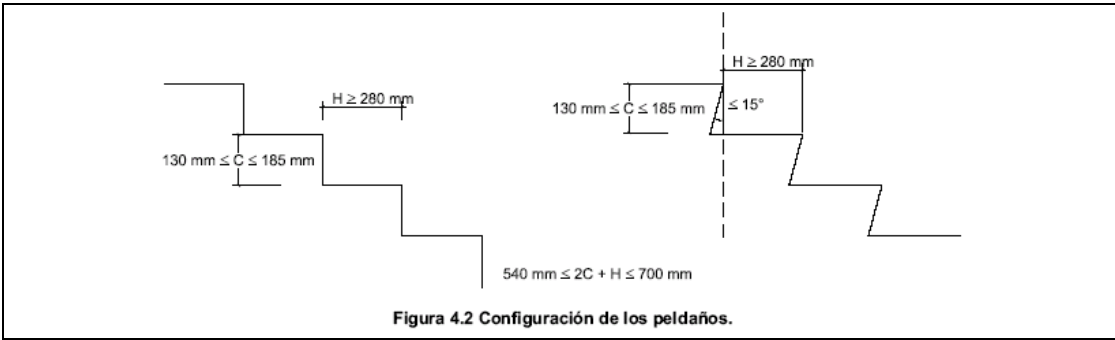 H ≥ 280 mm
130 mm ≤ C ≤ 185 mm
H ≥ 280 mm
130 mm ≤ C ≤ 185 mm
≤ 15°
540 mm ≤ 2C + H ≤ 700 mm
Figura 4.2 Configuración de los peldaños.